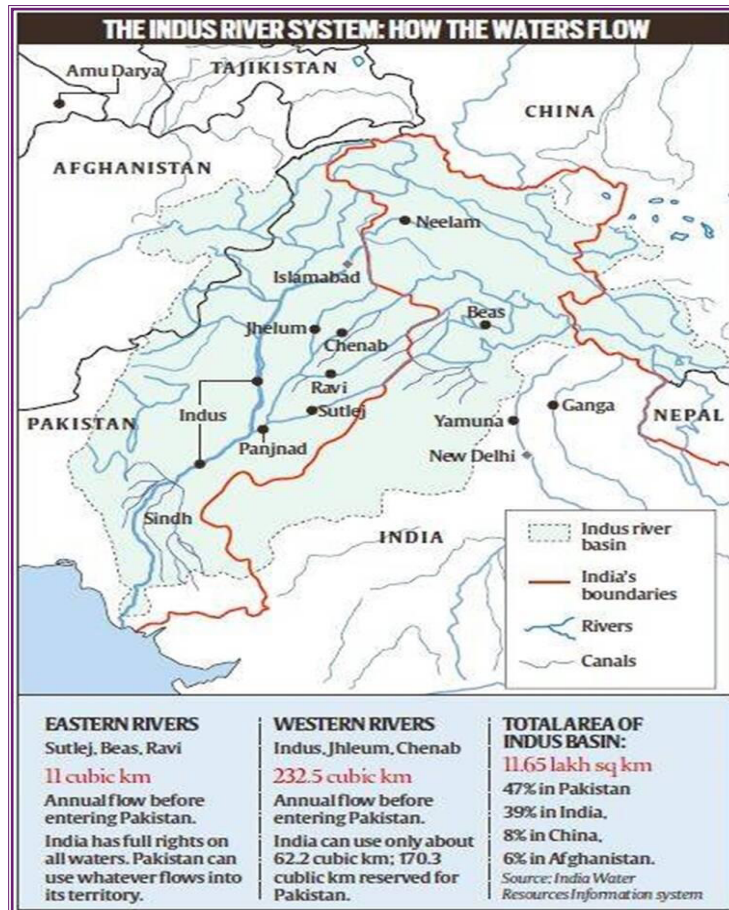 THE INDUS RIVER SYSTEM: HOW THE WATERS FLOW
Amu Darya
TAJIKISTAN
CHINA
AFGHANISTAN
Neelam
Islamabad
Beas
Jhelum
Chenab
Ravi
Indus
Sutlej
Ganga
PAKISTAN
Yamuna
NEPAL
Panjnad
New Delhi
Sindh
INDIA
Indus river
basin
India's
boundaries
Rivers
Canals
EASTERN RIVERS
Sutlej, Beas, Ravi
11 cubic km
Annual flow before
entering Pakistan.
India has full rights on
all waters. Pakistan can
use whatever flows into
its territory.
WESTERN RIVERS
Indus, Jhleum, Chenab
232.5 cubic km
Annual flow before
entering Pakistan.
India can use only about
62.2 cubic km; 170.3
cublic km reserved for
Pakistan.
TOTAL AREA OF
INDUS BASIN:
11.65 lakh sq km
47% in Pakistan
39% in India,
8% in China,
6% in Afghanistan.
Source; India Water
Resources Information system